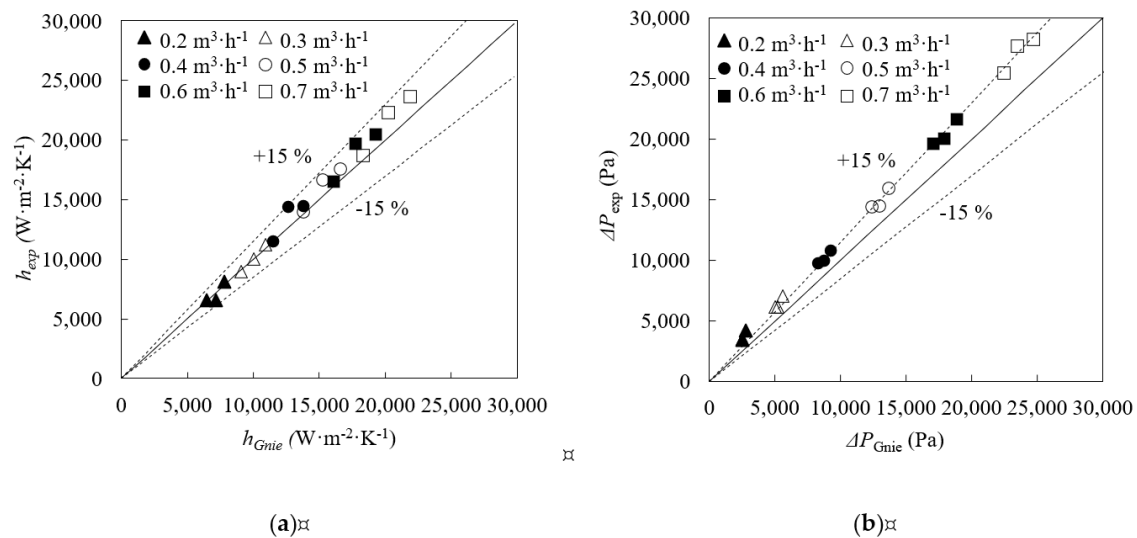 30,000
25,000
20,000
15,000
10,000
5,000
0
h_exp (W·m⁻²·K⁻¹)
0.2 m³·h⁻¹
0.3 m³·h⁻¹
0.4 m³·h⁻¹
0.5 m³·h⁻¹
0.6 m³·h⁻¹
0.7 m³·h⁻¹
+15 %
-15 %
0 5,000 10,000 15,000 20,000 25,000 30,000
h_Gnie (W·m⁻²·K⁻¹)
¤
(a)¤
30,000
25,000
20,000
15,000
10,000
5,000
0
ΔP_exp (Pa)
0.2 m³·h⁻¹
0.3 m³·h⁻¹
0.4 m³·h⁻¹
0.5 m³·h⁻¹
0.6 m³·h⁻¹
0.7 m³·h⁻¹
+15 %
-15 %
0 5,000 10,000 15,000 20,000 25,000 30,000
ΔP_Gnie (Pa)
(b)¤